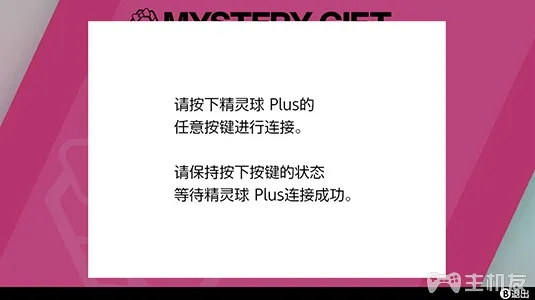 MYSTERY GIFT
请按下精灵球 Plus的
任意按键进行连接。
请保持按下按键的状态
等待精灵球 Plus连接成功。
主机友
B退出